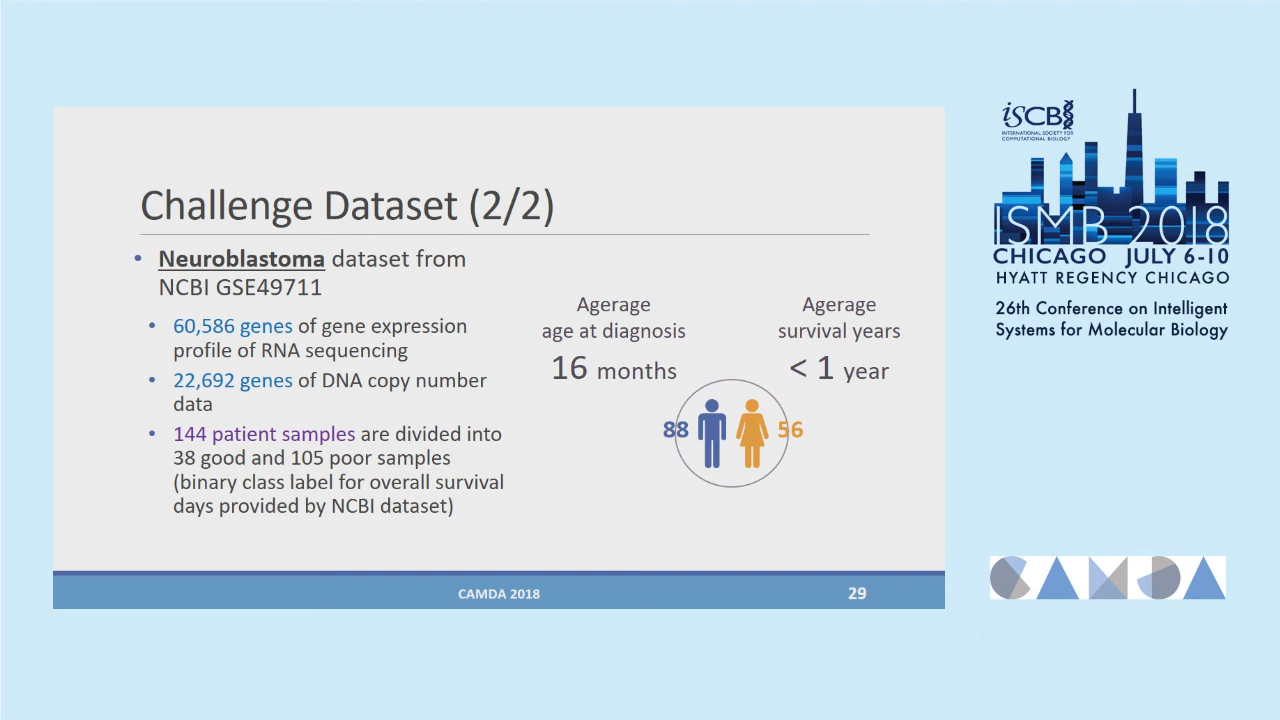 Challenge Dataset (2/2)
• Neuroblastoma dataset from
NCBI GSE49711
• 60,586 genes of gene expression
profile of RNA sequencing
• 22,692 genes of DNA copy number
data
• 144 patient samples are divided into
38 good and 105 poor samples
(binary class label for overall survival
days provided by NCBI dataset)
Agerage
age at diagnosis
16 months
Agerage
survival years
< 1 year
88
56
CAMDA 2018
29
iSCB
INTERNATIONAL SOCIETY FOR
COMPUTATIONAL BIOLOGY
ISMB 2018
CHICAGO JULY 6-10
HYATT REGENCY CHICAGO
26th Conference on Intelligent
Systems for Molecular Biology
CAMDA